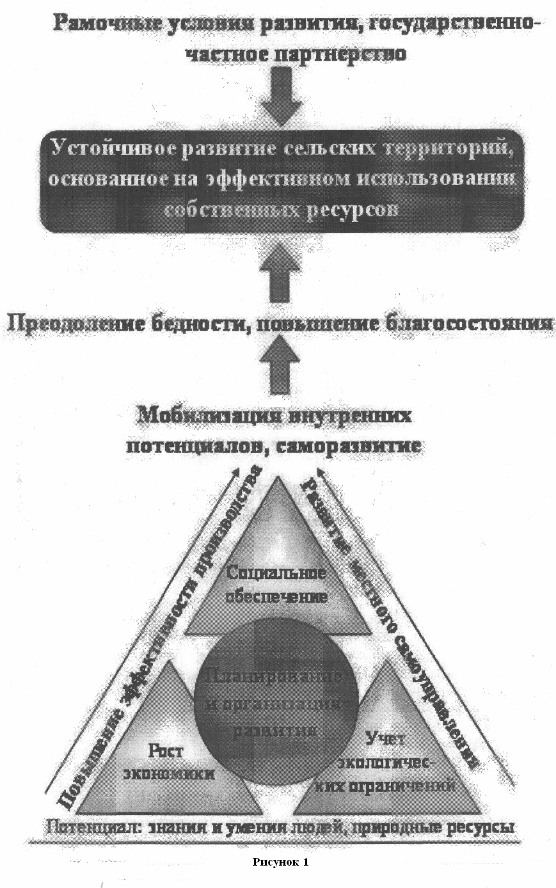 Рамочные условия развития, государственно-
частное партнерство
Устойчивое развитие сельских территорий,
основанное на эффективном использовании
собственных ресурсов
Преодоление бедности, повышение благосостояния
Мобилизация внутренних
потенциалов, саморазвитие
Повышение эффективности производства
Развитие местного самоуправления
Социальное
обеспечение
Планирование
и организация
развития
Рост
экономики
Учет
экологичес-
ких ограничений
Потенциал: знания и умения людей, природные ресурсы
Рисунок 1